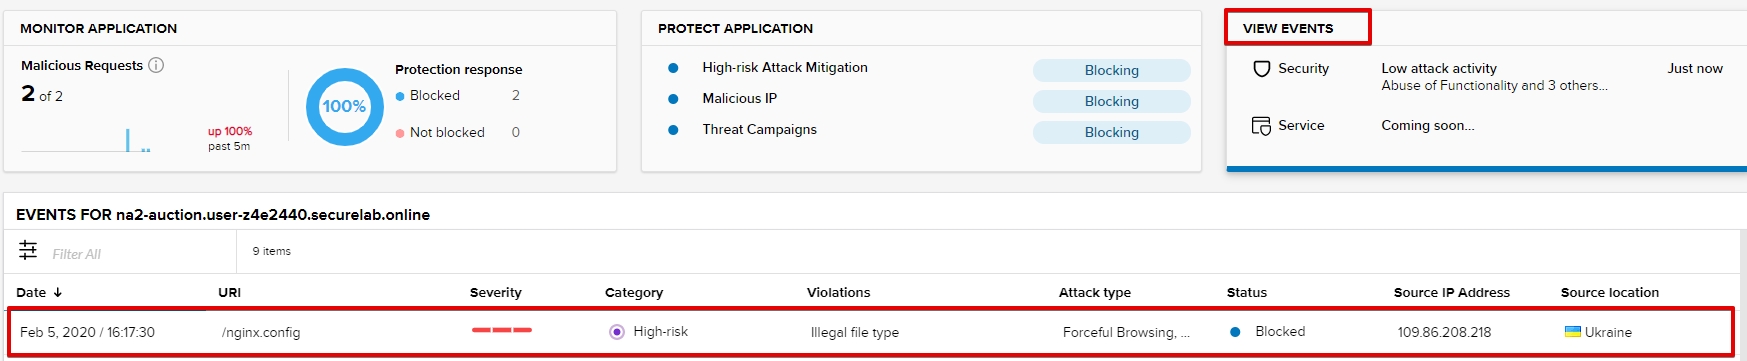 MONITOR APPLICATION
Malicious Requests
2 of 2
up 100%
past 5m
100%
Protection response
Blocked 2
Not blocked 0
PROTECT APPLICATION
High-risk Attack Mitigation Blocking
Malicious IP Blocking
Threat Campaigns Blocking
VIEW EVENTS
Security Low attack activity Just now
Abuse of Functionality and 3 others...
Service Coming soon...
EVENTS FOR na2-auction.user-z4e2440.securelab.online
Filter All 9 items
Date URI Severity Category Violations Attack type Status Source IP Address Source location
Feb 5, 2020 / 16:17:30 /nginx.config High-risk Illegal file type Forceful Browsing, ... Blocked 109.86.208.218 Ukraine